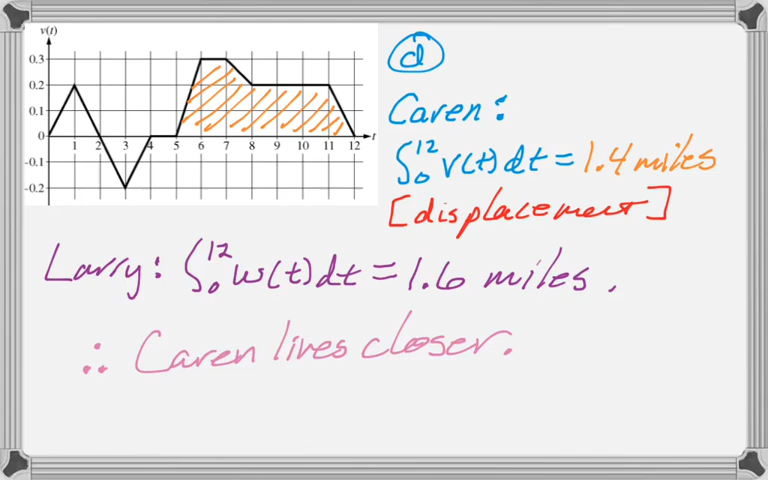 v(t)
0.3
0.2
0.1
0
-0.1
-0.2
1 2 3 4 5 6 7 8 9 10 11 12 t
d
Caren:
∫₀¹² v(t) dt = 1.4 miles
[displacement]
Larry: ∫₀¹² w(t) dt = 1.6 miles.
∴ Caren lives closer.